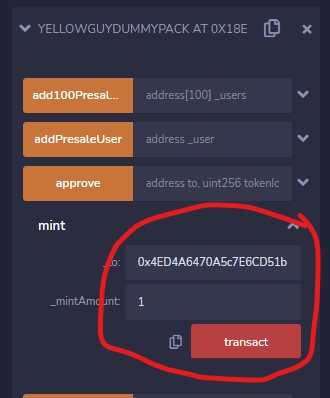 YELLOWGUYDUMMYPACK AT 0X18E
add100Presal... address[100] _users
addPresaleUser address _user
approve address to, uint256 tokenIc
mint
_to: 0x4ED4A6470A5c7E6CD51b
_mintAmount: 1
transact